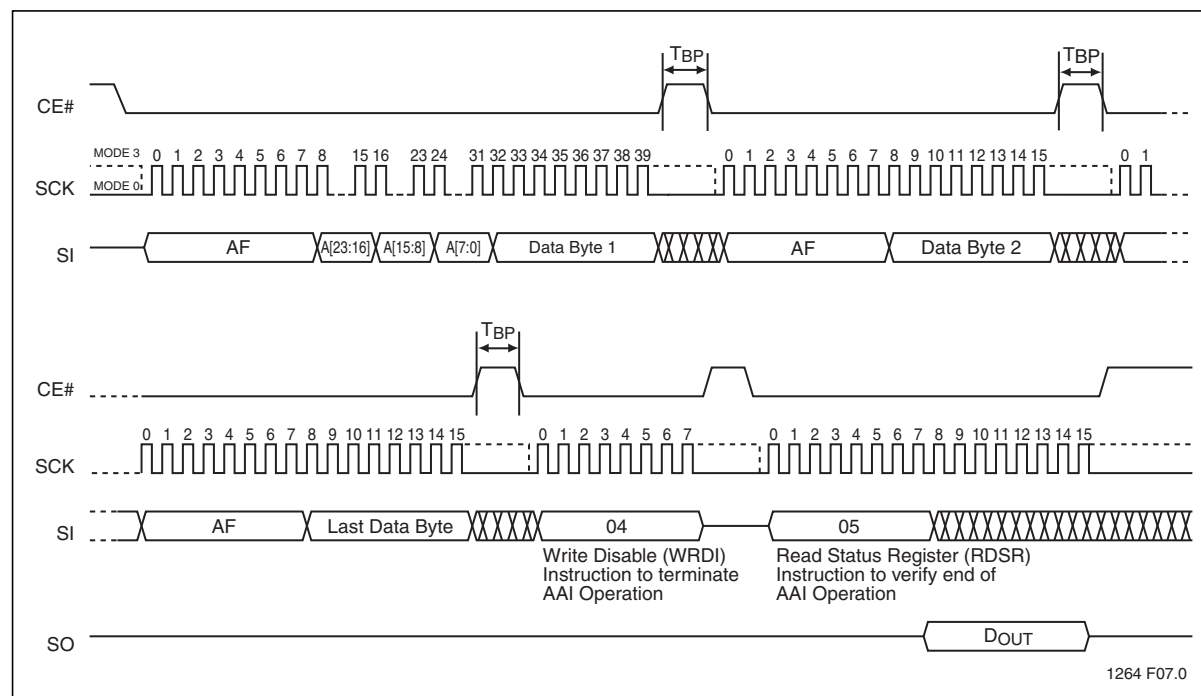 TBP TBP
CE#
MODE 3 0 1 2 3 4 5 6 7 8 15 16 23 24 31 32 33 34 35 36 37 38 39 0 1 2 3 4 5 6 7 8 9 10 11 12 13 14 15 0 1
SCK MODE 0
SI AF A[23:16] A[15:8] A[7:0] Data Byte 1 AF Data Byte 2
TBP
CE#
0 1 2 3 4 5 6 7 8 9 10 11 12 13 14 15 0 1 2 3 4 5 6 7 0 1 2 3 4 5 6 7 8 9 10 11 12 13 14 15
SCK
SI AF Last Data Byte 04 05
Write Disable (WRDI)
Instruction to terminate
AAI Operation
Read Status Register (RDSR)
Instruction to verify end of
AAI Operation
SO DOUT
1264 F07.0